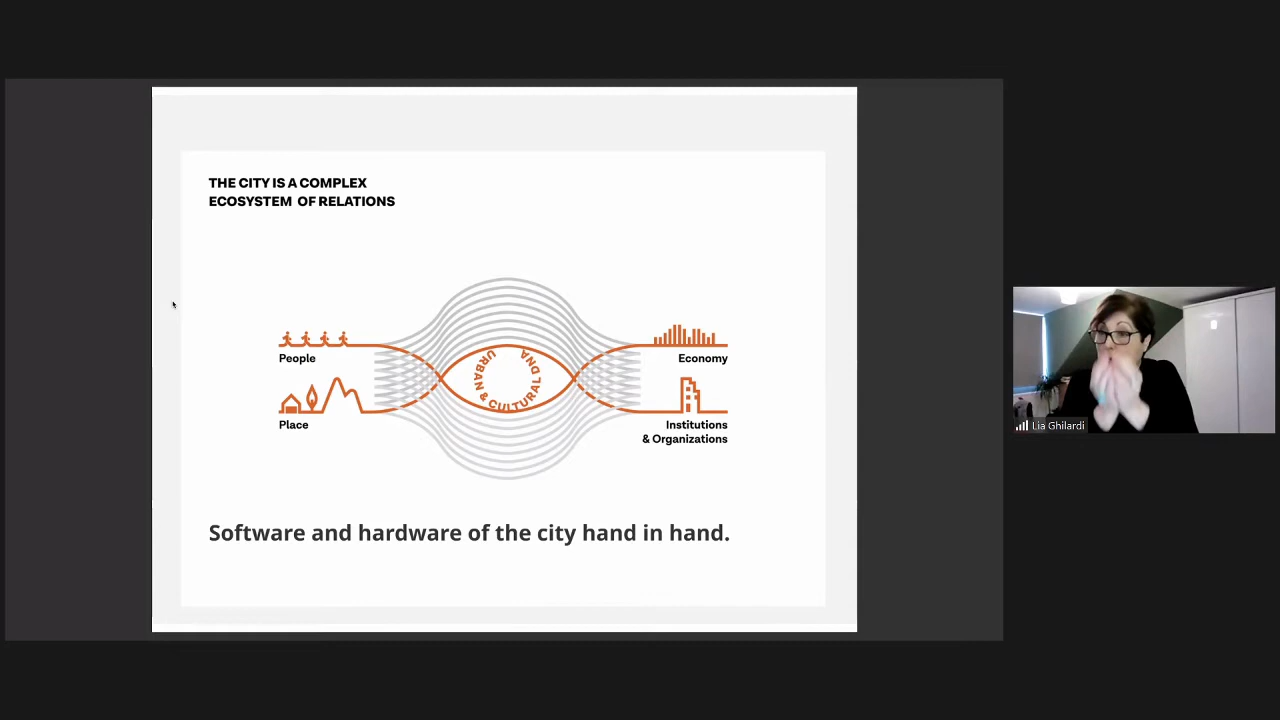 THE CITY IS A COMPLEX
ECOSYSTEM OF RELATIONS
People
Economy
URBAN & CULTURAL DNA
Place
Institutions
& Organizations
Software and hardware of the city hand in hand.
Lia Ghilardi